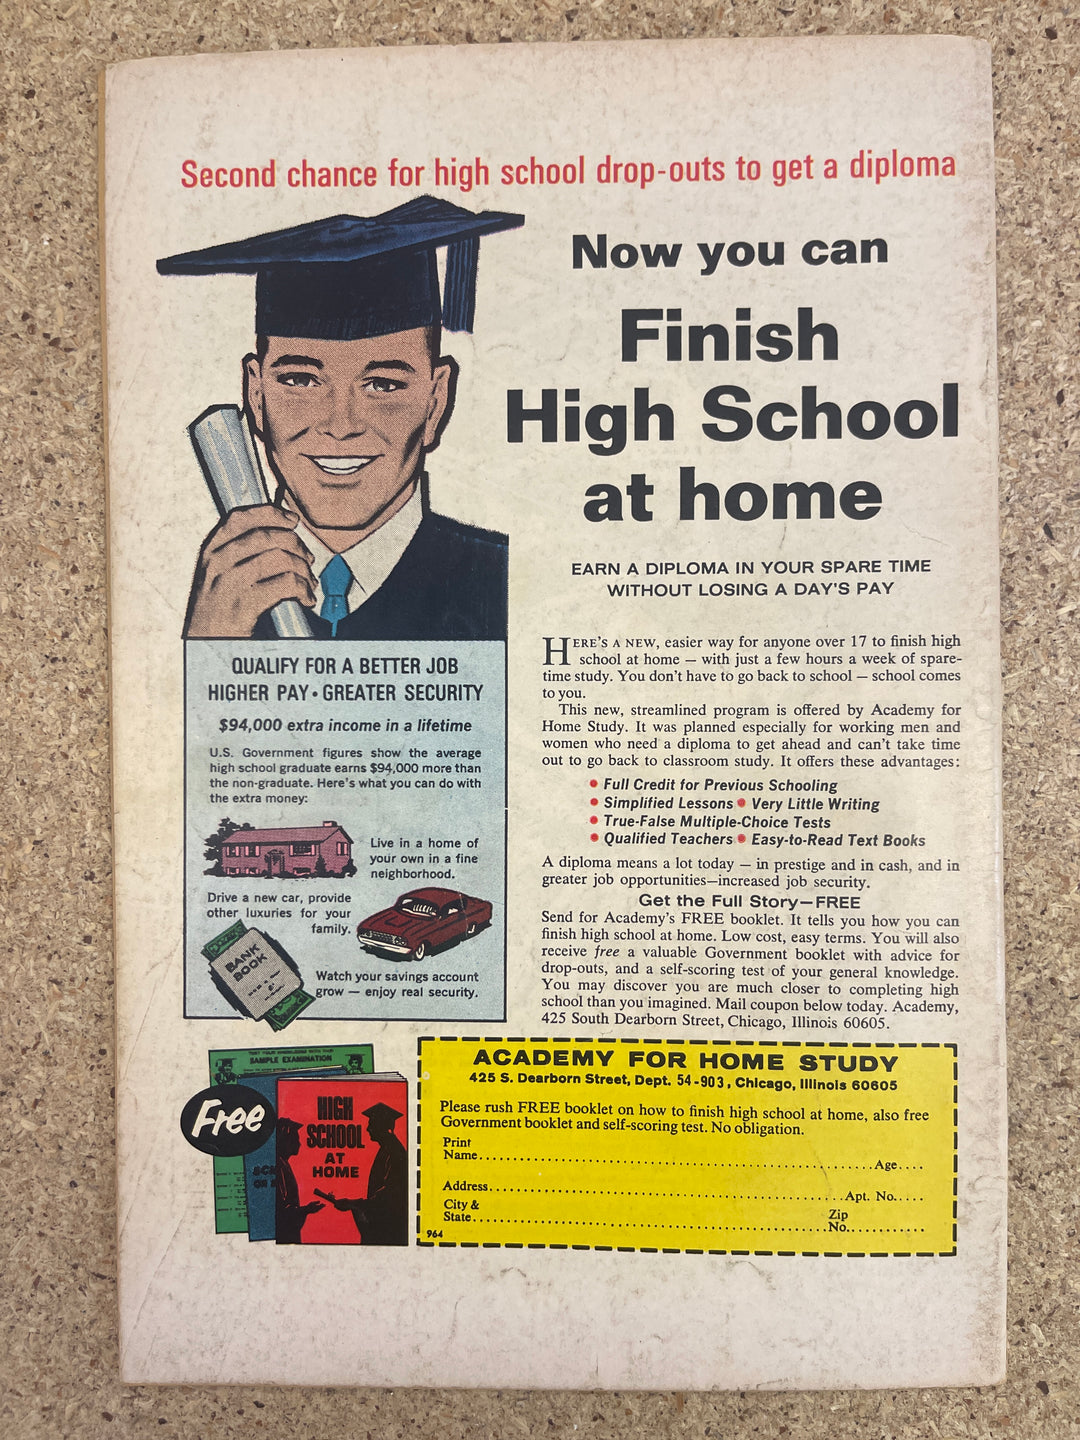 Second chance for high school drop-outs to get a diploma
Now you can
Finish
High School
at home
EARN A DIPLOMA IN YOUR SPARE TIME
WITHOUT LOSING A DAY'S PAY
QUALIFY FOR A BETTER JOB
HIGHER PAY • GREATER SECURITY
$94,000 extra income in a lifetime
U.S. Government figures show the average
high school graduate earns $94,000 more than
the non-graduate. Here's what you can do with
the extra money:
Live in a home of
your own in a fine
neighborhood.
Drive a new car, provide
other luxuries for your
family.
BANK
BOOK
Watch your savings account
grow — enjoy real security.
HERE'S A NEW, easier way for anyone over 17 to finish high
school at home — with just a few hours a week of spare-
time study. You don't have to go back to school — school comes
to you.
This new, streamlined program is offered by Academy for
Home Study. It was planned especially for working men and
women who need a diploma to get ahead and can't take time
out to go back to classroom study. It offers these advantages:
• Full Credit for Previous Schooling
• Simplified Lessons • Very Little Writing
• True-False Multiple-Choice Tests
• Qualified Teachers • Easy-to-Read Text Books
A diploma means a lot today — in prestige and in cash, and in
greater job opportunities—increased job security.
Get the Full Story—FREE
Send for Academy's FREE booklet. It tells you how you can
finish high school at home. Low cost, easy terms. You will also
receive free a valuable Government booklet with advice for
drop-outs, and a self-scoring test of your general knowledge.
You may discover you are much closer to completing high
school than you imagined. Mail coupon below today. Academy,
425 South Dearborn Street, Chicago, Illinois 60605.
TEST YOUR KNOWLEDGE WITH THIS
SAMPLE EXAMINATION
Free
HIGH
SCHOOL
AT
HOME
ACADEMY FOR HOME STUDY
425 S. Dearborn Street, Dept. 54-903, Chicago, Illinois 60605
Please rush FREE booklet on how to finish high school at home, also free
Government booklet and self-scoring test. No obligation.
Print
Name..........Age....
Address..........Apt. No.....
City &
State..........Zip
No...........
964